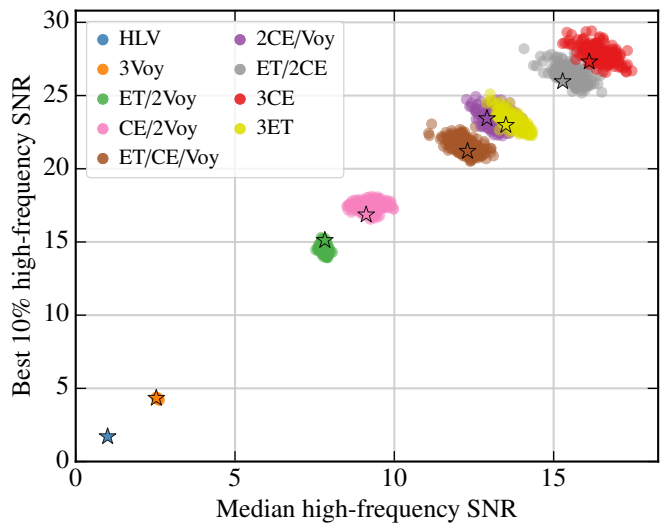 30
25
20
15
10
5
0
Best 10% high-frequency SNR
HLV
3Voy
ET/2Voy
CE/2Voy
ET/CE/Voy
2CE/Voy
ET/2CE
3CE
3ET
0 5 10 15
Median high-frequency SNR